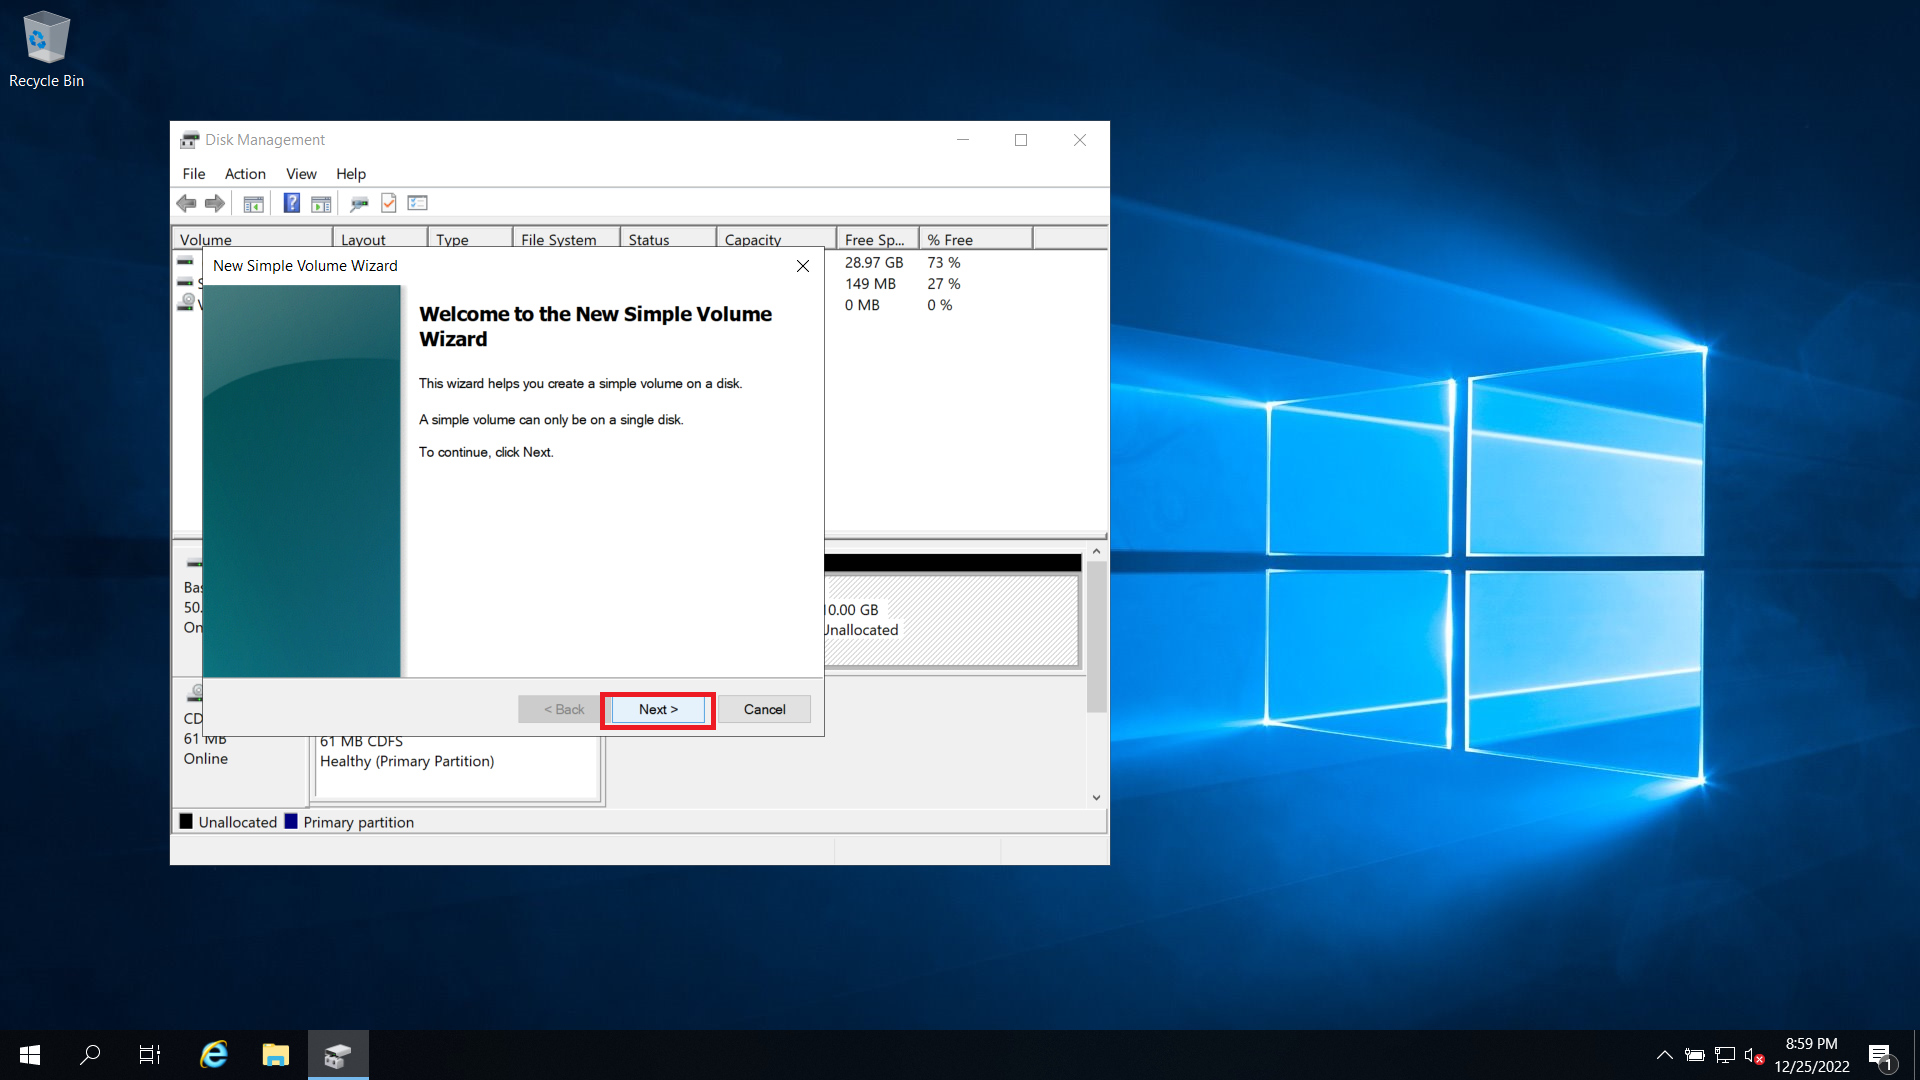 Recycle Bin
Disk Management
File Action View Help
Volume Layout Type File System Status Capacity Free Sp... % Free
28.97 GB 73 %
149 MB 27 %
0 MB 0 %
New Simple Volume Wizard
Welcome to the New Simple Volume
Wizard
This wizard helps you create a simple volume on a disk.
A simple volume can only be on a single disk.
To continue, click Next.
< Back Next > Cancel
Bas
50.
On
10.00 GB
Unallocated
CD
61 MB
Online
61 MB CDFS
Healthy (Primary Partition)
Unallocated Primary partition
8:59 PM
12/25/2022
1